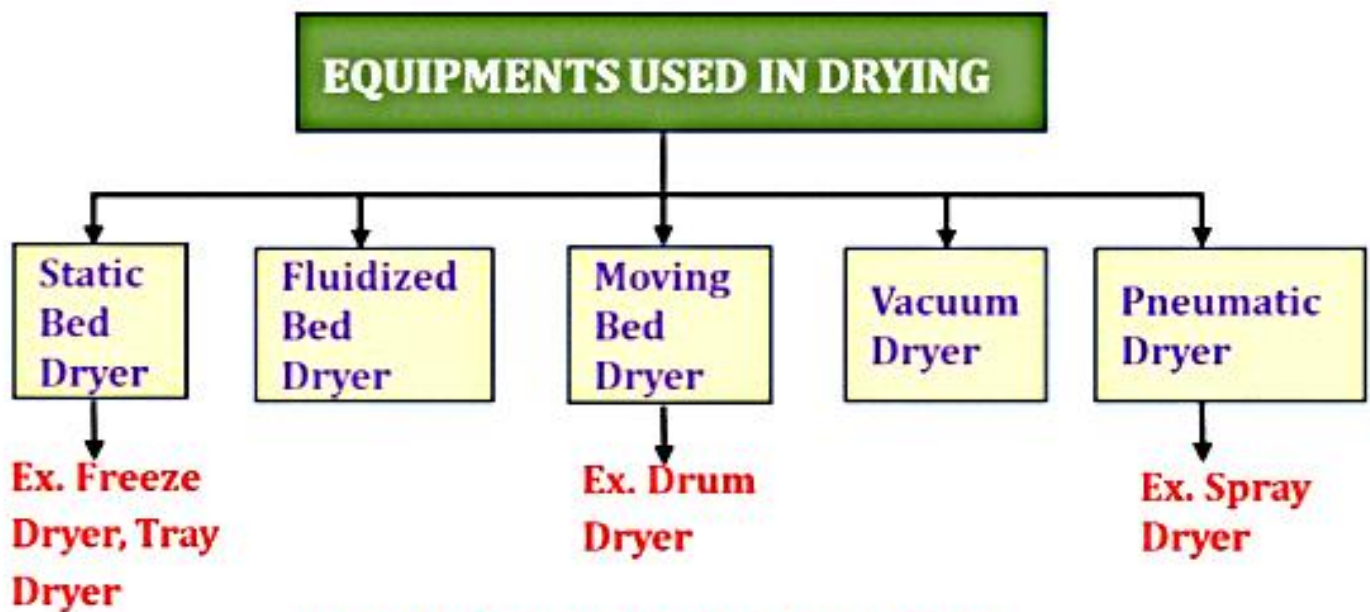 EQUIPMENTS USED IN DRYING
Static
Bed
Dryer
Fluidized
Bed
Dryer
Moving
Bed
Dryer
Vacuum
Dryer
Pneumatic
Dryer
Ex. Freeze
Dryer, Tray
Dryer
Ex. Drum
Dryer
Ex. Spray
Dryer